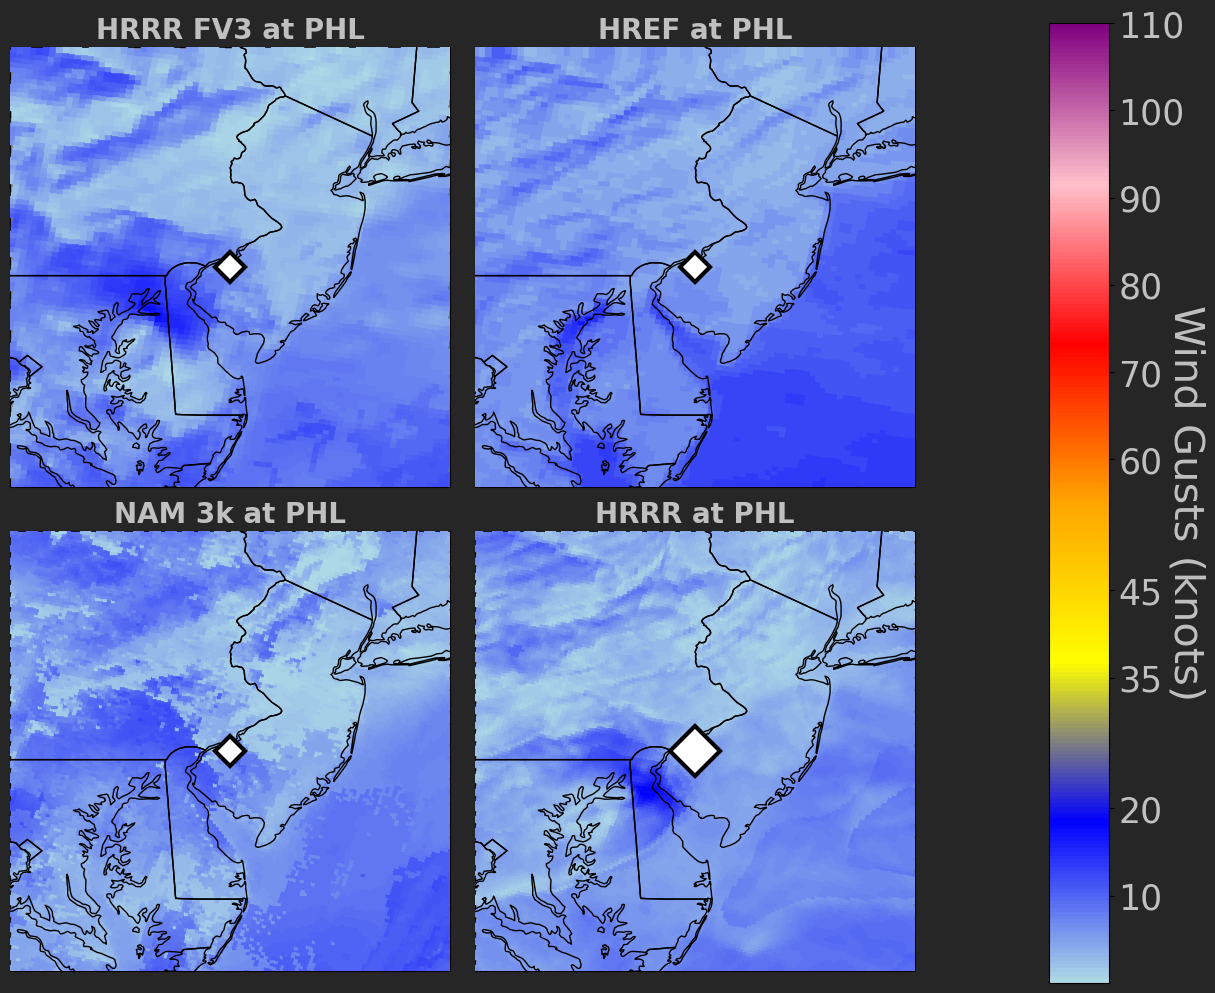 HRRR FV3 at PHL
HREF at PHL
NAM 3k at PHL
HRRR at PHL
110
100
90
80
70
60
45
35
20
10
Wind Gusts (knots)